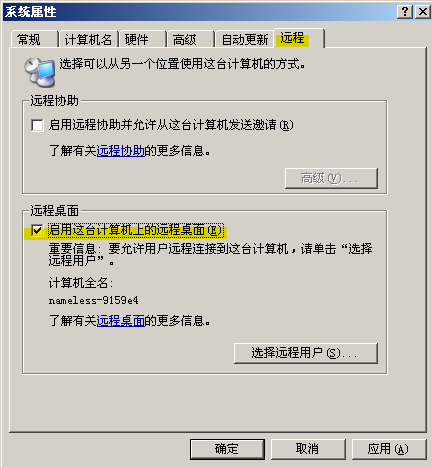 系统属性
常规 计算机名 硬件 高级 自动更新 远程
选择可以从另一个位置使用这台计算机的方式。
远程协助
启用远程协助并允许从这台计算机发送邀请(R)
了解有关远程协助的更多信息。
高级(V)...
远程桌面
启用这台计算机上的远程桌面(E)
重要信息: 要允许用户远程连接到这台计算机，请单击“选择
远程用户”。
计算机全名:
nameless-9159e4
了解有关远程桌面的更多信息。
选择远程用户(S)...
确定 取消 应用(A)